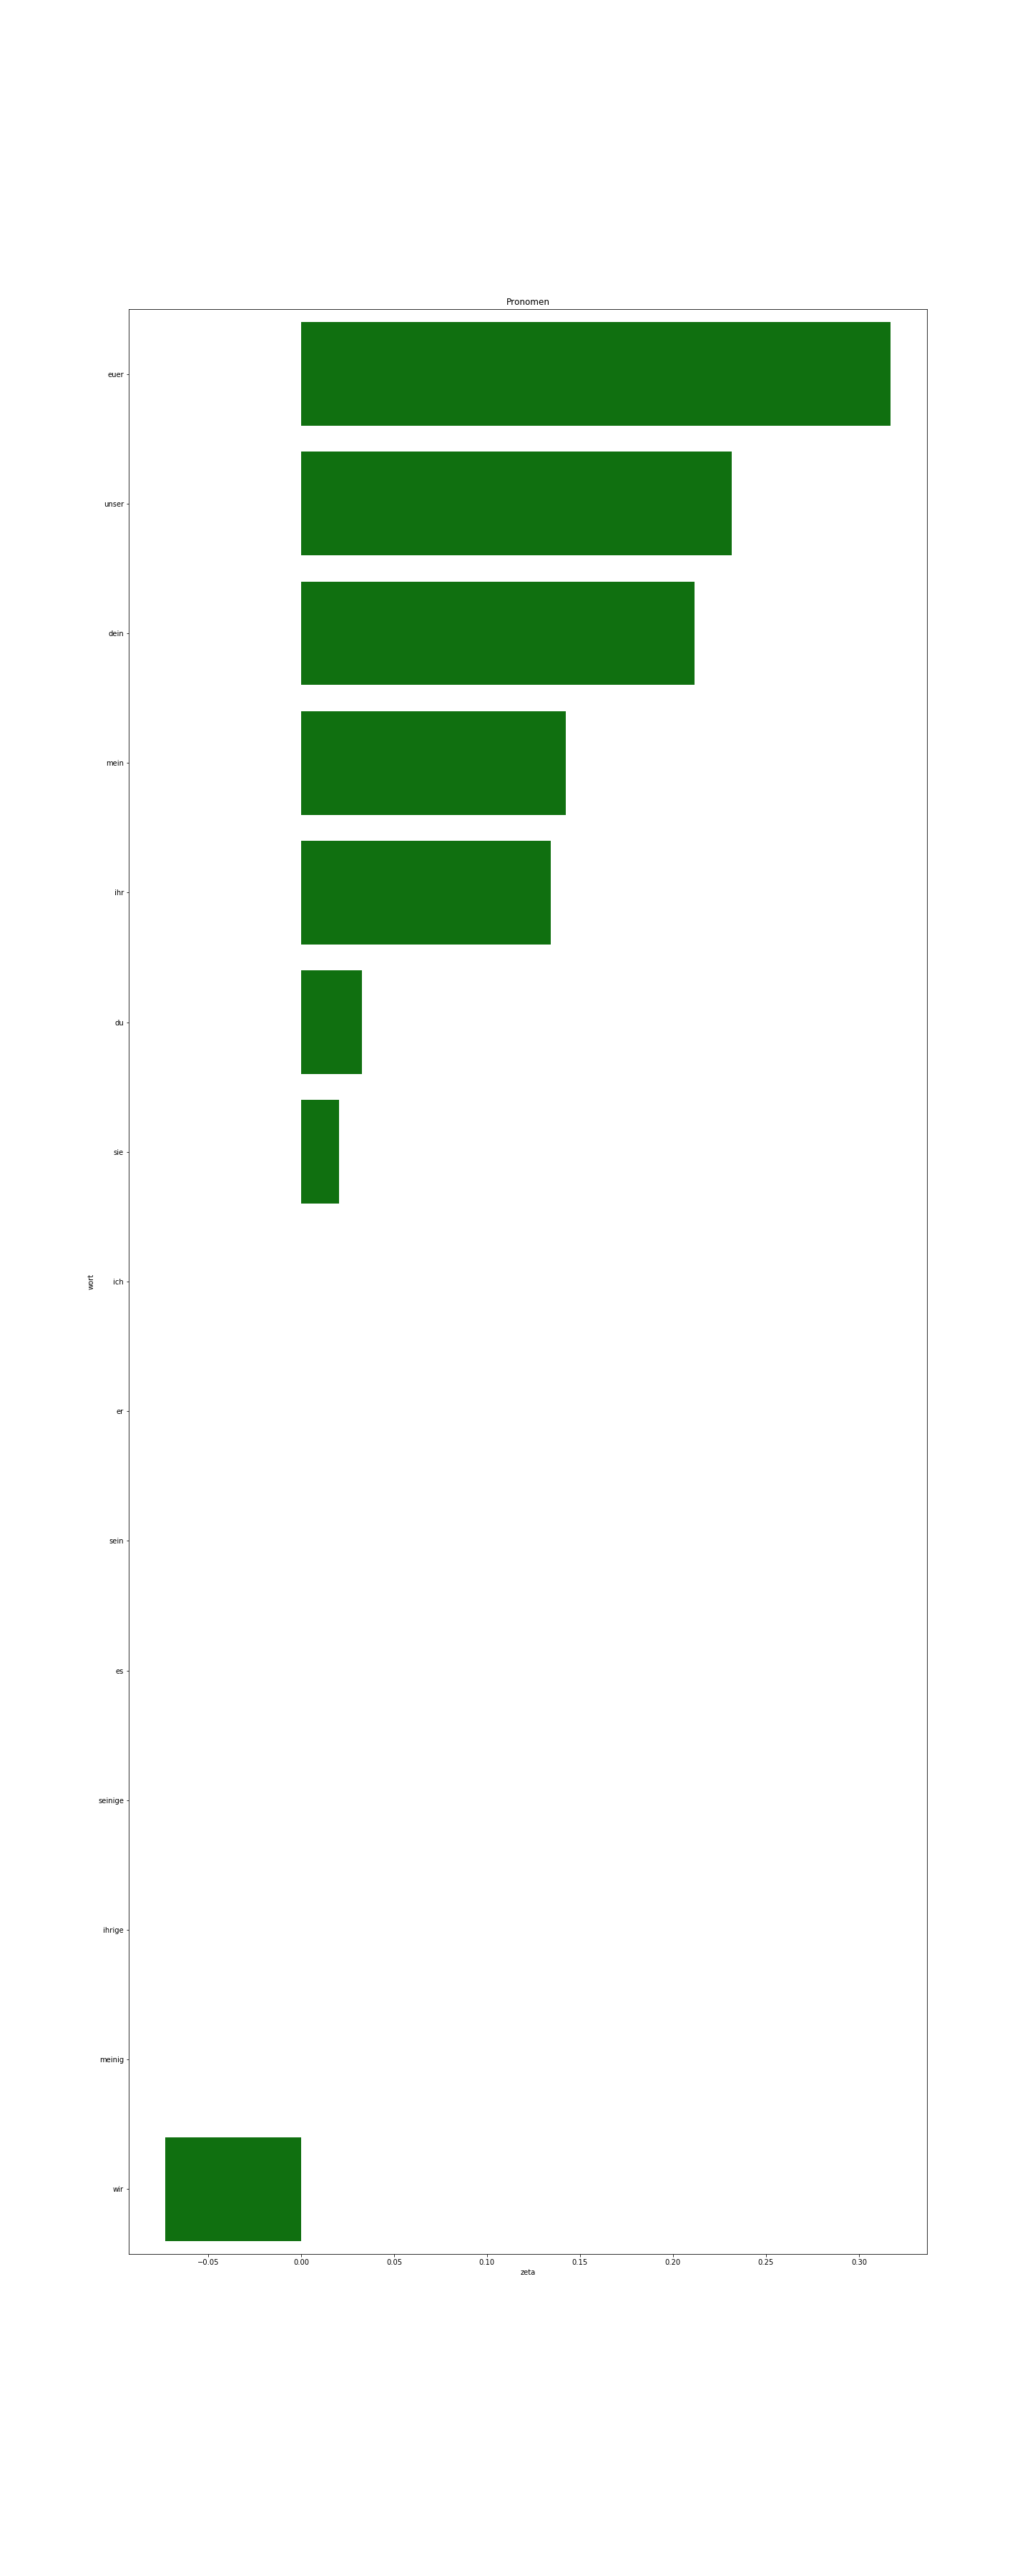 Pronomen
euer
unser
dein
mein
ihr
du
sie
wort
ich
er
sein
es
seinige
ihrige
meinig
wir
−0.05 0.00 0.05 0.10 0.15 0.20 0.25 0.30
zeta